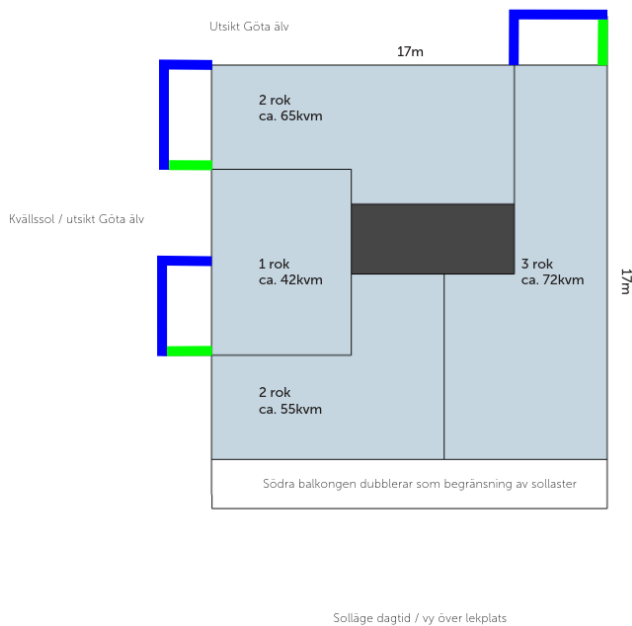 Utsikt Göta älv
17m
2 rok
ca. 65kvm
Kvällssol / utsikt Göta älv
1 rok
ca. 42kvm
3 rok
ca. 72kvm
17m
2 rok
ca. 55kvm
Södra balkongen dubblerar som begränsning av sollaster
Solläge dagtid / vy över lekplats